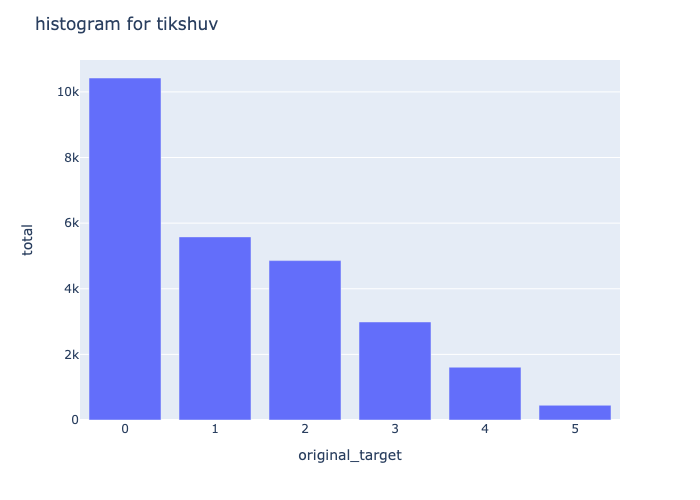 histogram for tikshuv
10k
8k
6k
4k
2k
0
total
0 1 2 3 4 5
original_target